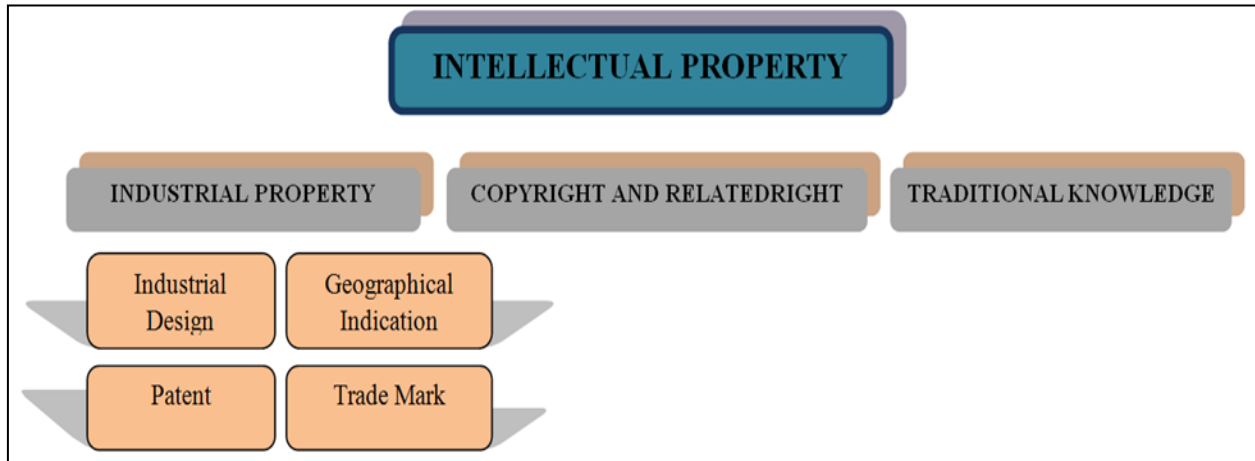 INTELLECTUAL PROPERTY
INDUSTRIAL PROPERTY
COPYRIGHT AND RELATEDRIGHT
TRADITIONAL KNOWLEDGE
Industrial
Design
Geographical
Indication
Patent
Trade Mark